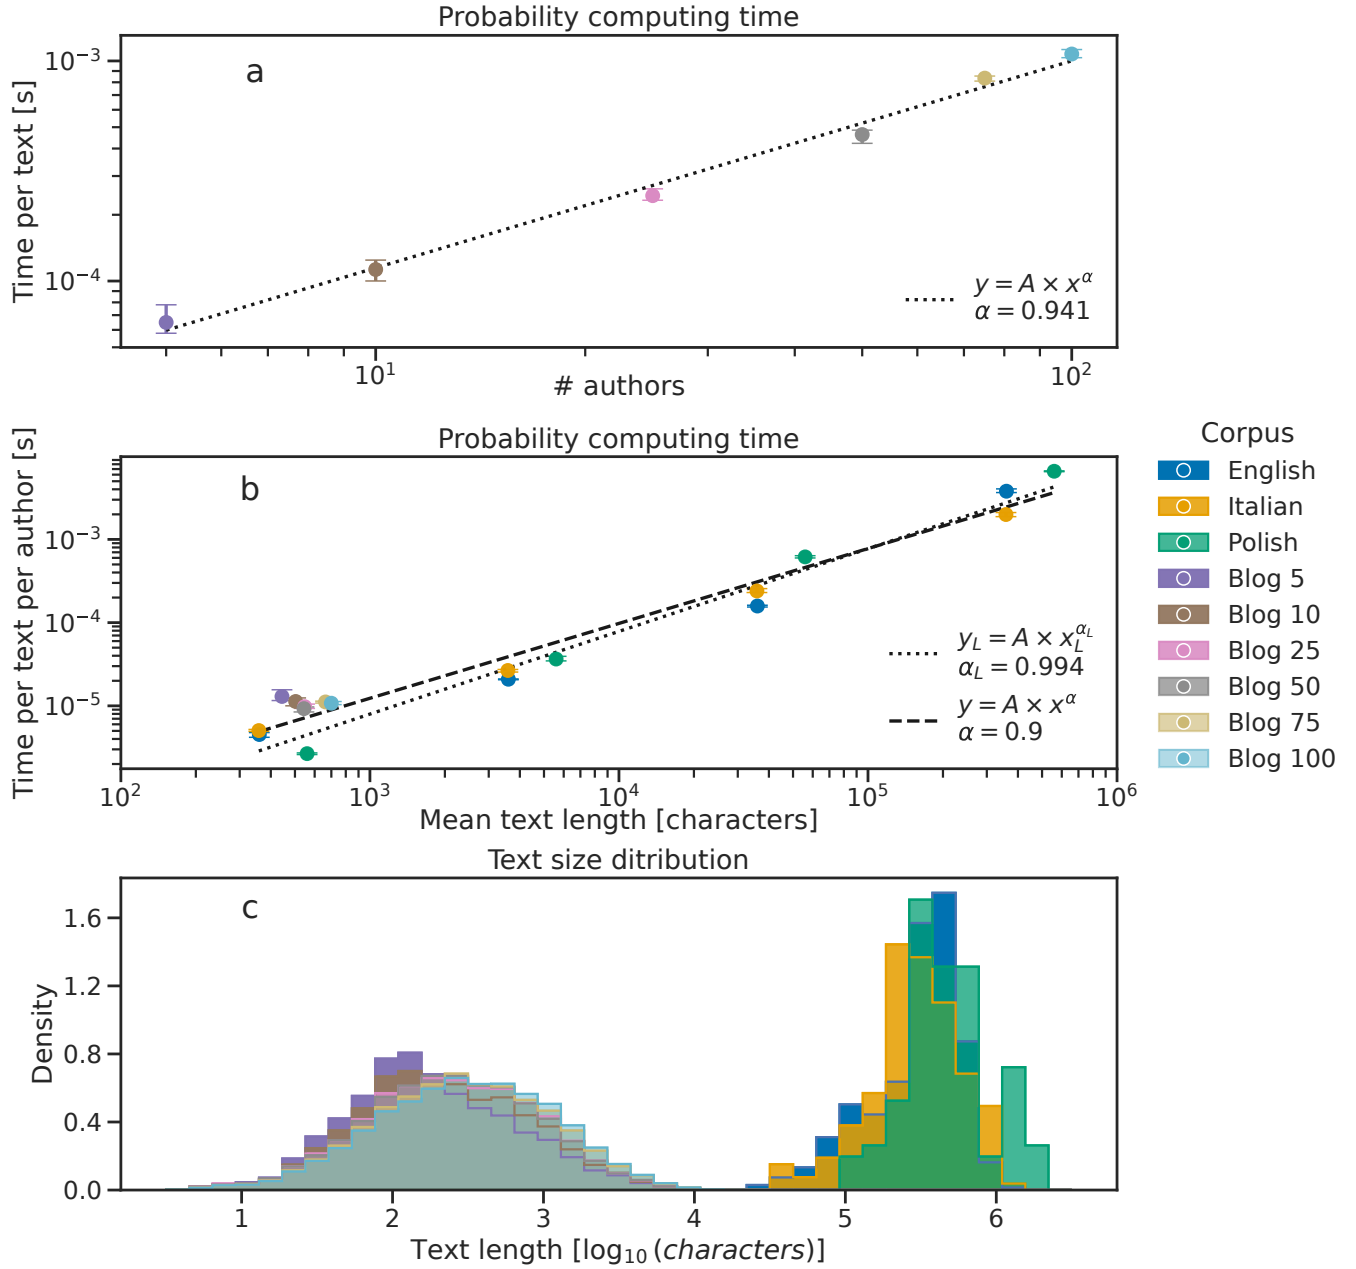 Probability computing time
a
Time per text [s]
10⁻³
10⁻⁴
y = A × x^α
α = 0.941
10¹
10²
# authors
Probability computing time
b
Time per text per author [s]
10⁻³
10⁻⁴
10⁻⁵
y_L = A × x_L^{α_L}
α_L = 0.994
y = A × x^α
α = 0.9
10²
10³
10⁴
10⁵
10⁶
Mean text length [characters]
Corpus
English
Italian
Polish
Blog 5
Blog 10
Blog 25
Blog 50
Blog 75
Blog 100
Text size ditribution
c
Density
1.6
1.2
0.8
0.4
0.0
1
2
3
4
5
6
Text length [log₁₀(characters)]